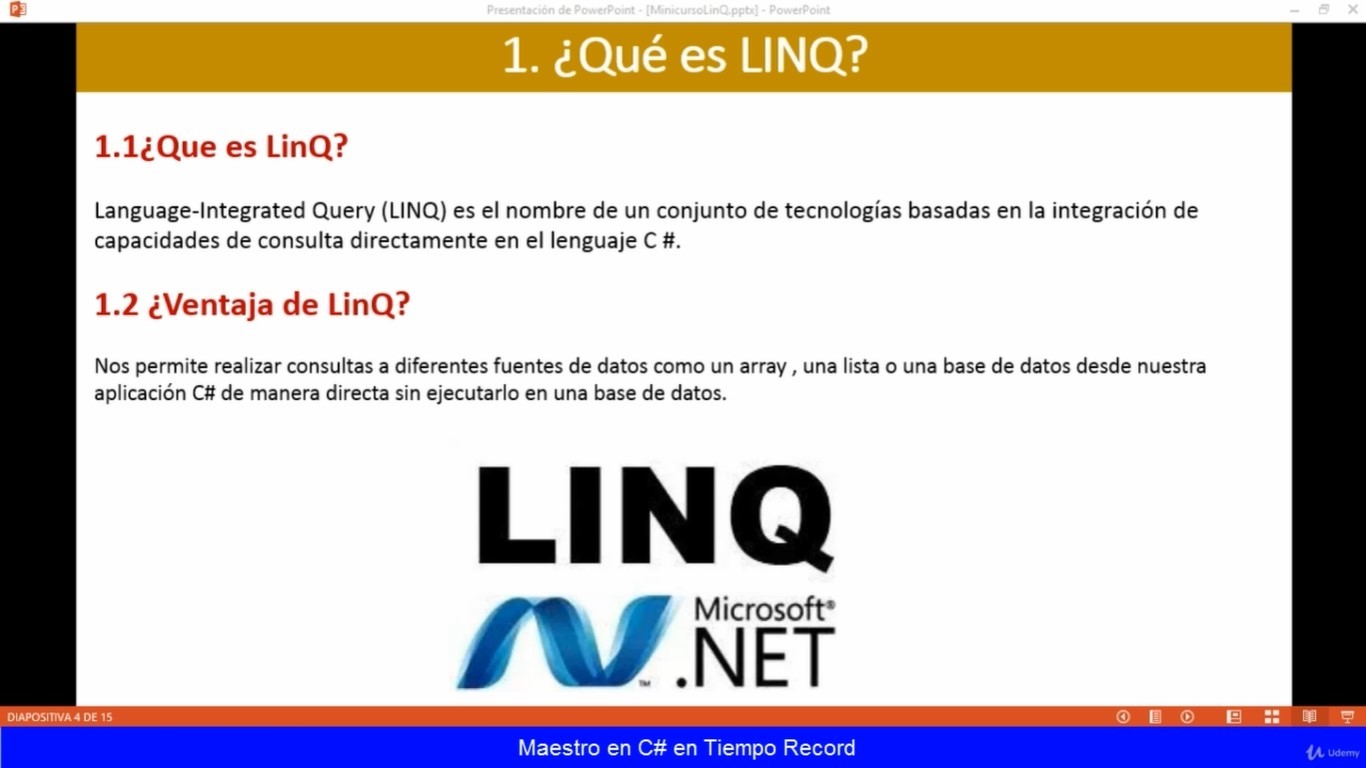 Presentación de PowerPoint - [MinicursoLinQ.pptx] - PowerPoint
1. ¿Qué es LINQ?
1.1¿Que es LinQ?
Language-Integrated Query (LINQ) es el nombre de un conjunto de tecnologías basadas en la integración de
capacidades de consulta directamente en el lenguaje C #.
1.2 ¿Ventaja de LinQ?
Nos permite realizar consultas a diferentes fuentes de datos como un array , una lista o una base de datos desde nuestra
aplicación C# de manera directa sin ejecutarlo en una base de datos.
LINQ
Microsoft®
.NET
™
DIAPOSITIVA 4 DE 15
Maestro en C# en Tiempo Record
Udemy